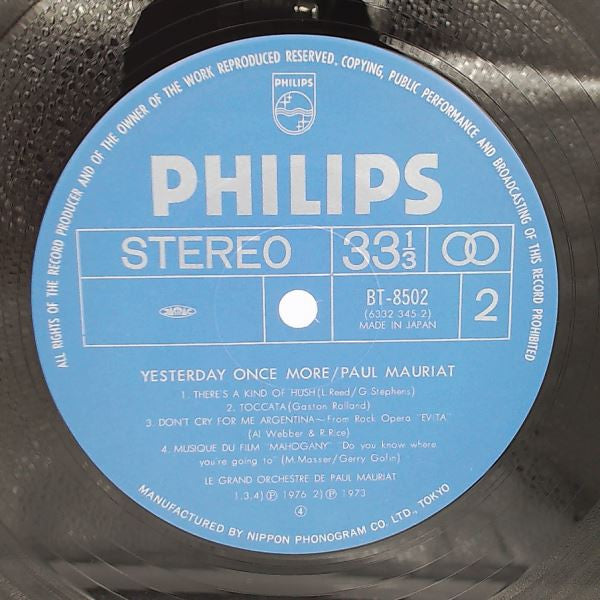 ALL RIGHTS OF THE RECORD PRODUCER AND OF THE OWNER OF THE WORK REPRODUCED RESERVED. COPYING, PUBLIC PERFORMANCE AND BROADCASTING OF THIS RECORD PROHIBITED
PHILIPS
PHILIPS
STEREO 33 1/3
BT-8502
(6332 345-2)
MADE IN JAPAN
2
YESTERDAY ONCE MORE/PAUL MAURIAT
1. THERE'S A KIND OF HUSH (L.Reed/G Stephens)
2. TOCCATA (Gaston Rolland)
3. DON'T CRY FOR ME ARGENTINA~From Rock Opera "EVITA"
(Al Webber & R.Rice)
4. MUSIQUE DU FILM "MAHOGANY" "Do you know where
you're going to" (M.Masser/Gerry Gofin)
LE GRAND ORCHESTRE DE PAUL MAURIAT
1.3.4) Ⓟ 1976 2) Ⓟ 1973
④
MANUFACTURED BY NIPPON PHONOGRAM CO. LTD., TOKYO